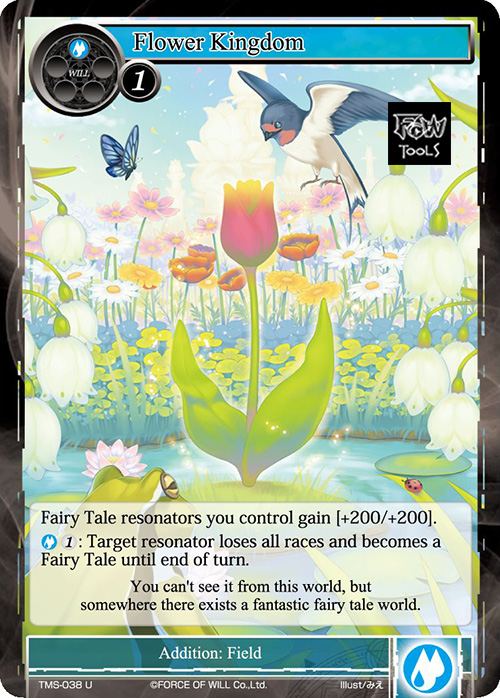 Flower Kingdom
WILL
1
FOW
TOOLS
Fairy Tale resonators you control gain [+200/+200].
1 : Target resonator loses all races and becomes a
Fairy Tale until end of turn.
You can't see it from this world, but
somewhere there exists a fantastic fairy tale world.
Addition: Field
TMS-038 U ©FORCE OF WILL Co.,Ltd. Illust/みえ